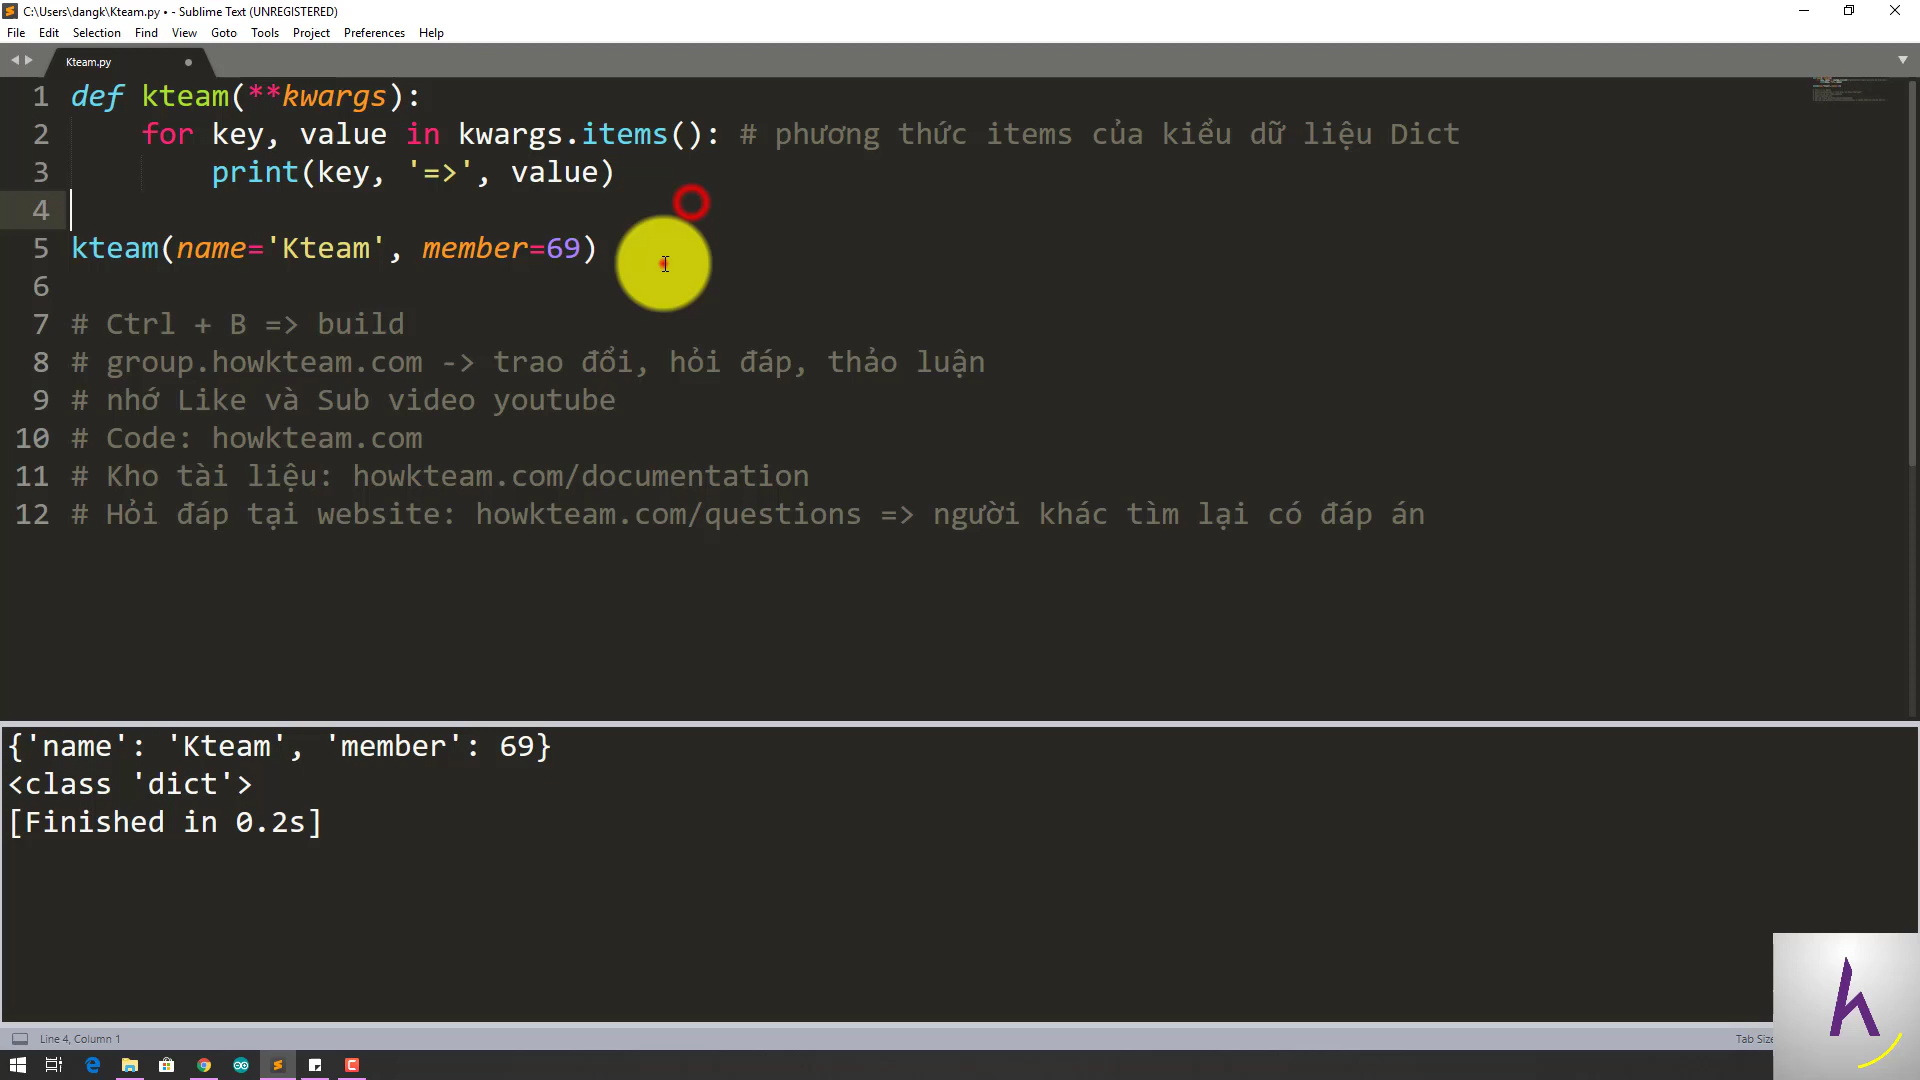 C:\Users\dangk\Kteam.py • - Sublime Text (UNREGISTERED)
File Edit Selection Find View Goto Tools Project Preferences Help
Kteam.py
1 def kteam(**kwargs):
2 for key, value in kwargs.items(): # phương thức items của kiểu dữ liệu Dict
3 print(key, '=>', value)
4
5 kteam(name='Kteam', member=69)
6
7 # Ctrl + B => build
8 # group.howkteam.com -> trao đổi, hỏi đáp, thảo luận
9 # nhớ Like và Sub video youtube
10 # Code: howkteam.com
11 # Kho tài liệu: howkteam.com/documentation
12 # Hỏi đáp tại website: howkteam.com/questions => người khác tìm lại có đáp án
{'name': 'Kteam', 'member': 69}
<class 'dict'>
[Finished in 0.2s]
Line 4, Column 1
Tab Size